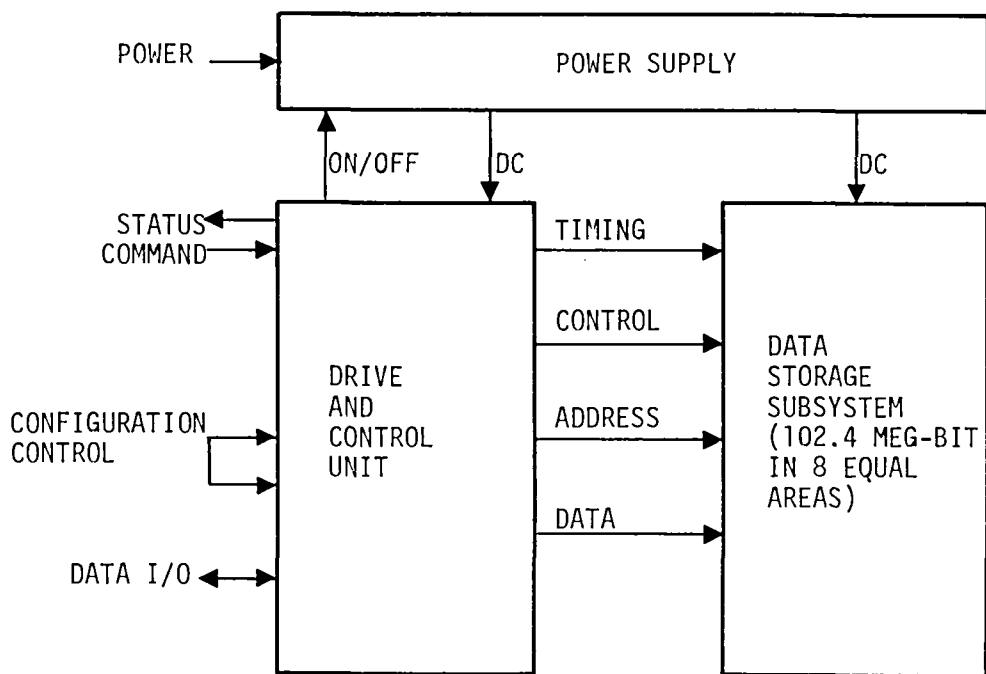 POWER
POWER SUPPLY
ON/OFF
DC
DC
STATUS
COMMAND
TIMING
CONTROL
DRIVE
AND
CONTROL
UNIT
DATA
STORAGE
SUBSYSTEM
(102.4 MEG-BIT
IN 8 EQUAL
AREAS)
CONFIGURATION
CONTROL
ADDRESS
DATA
DATA I/O